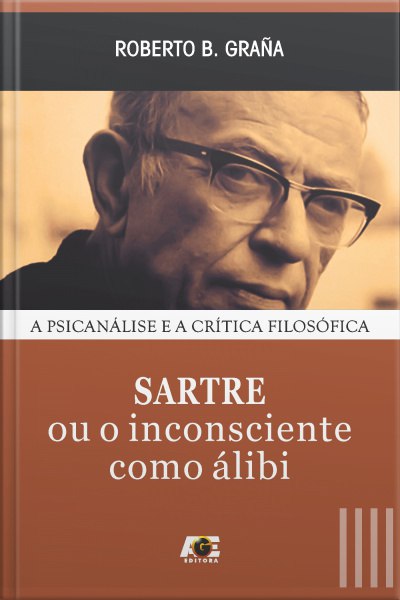 ROBERTO B. GRAÑA
A PSICANÁLISE E A CRÍTICA FILOSÓFICA
SARTRE
ou o inconsciente
como álibi
AGE
EDITORA